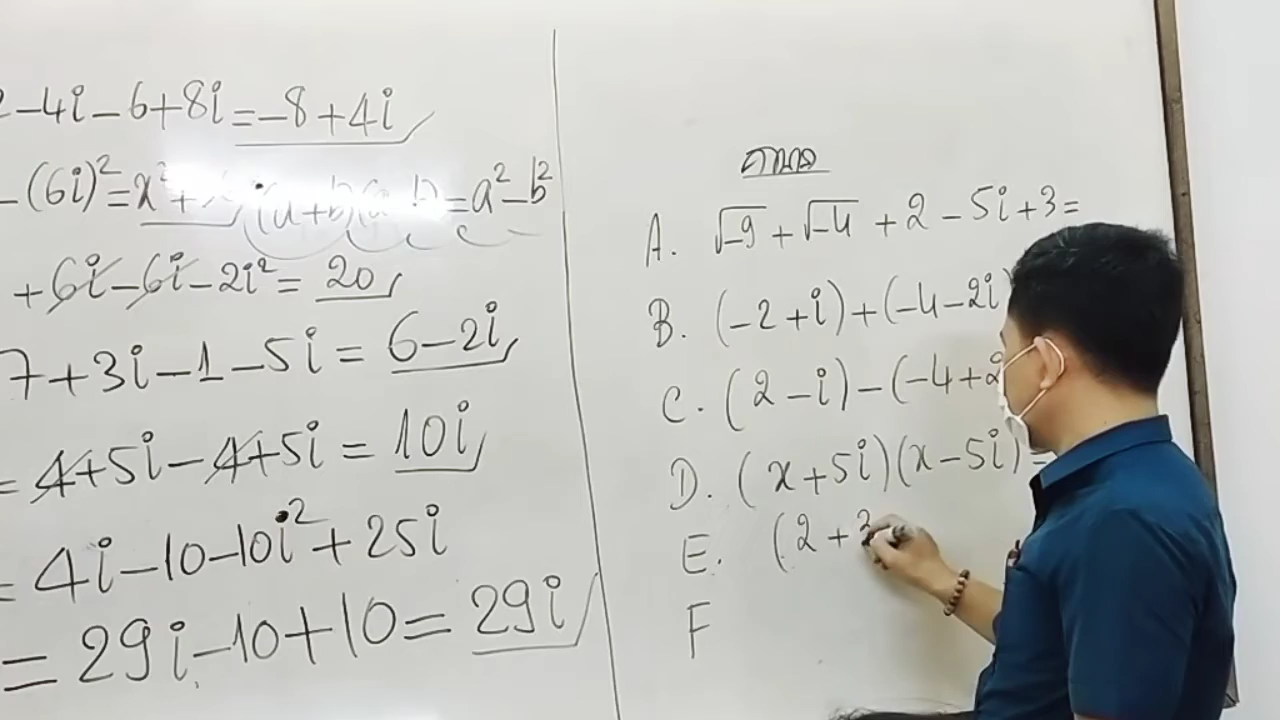 -4i-6+8i=-8+4i
-(6i)²=x²+ (a+b)(a-b)=a²-b²
+6i-6i-2i²=20
7+3i-1-5i=6-2i
=4+5i-4+5i=10i
=4i-10-10i²+25i
=29i-10+10=29i
A. √-9+√-4+2-5i+3=
B. (-2+i)+(-4-2i)
C. (2-i)-(-4+2
D. (x+5i)(x-5i)=
E. (2+3
F